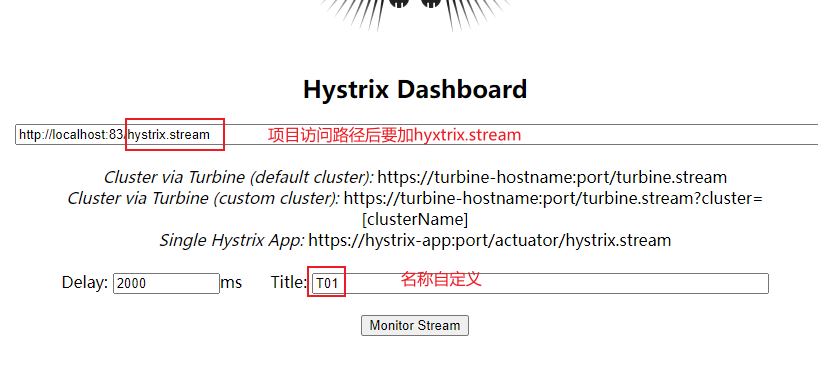 Hystrix Dashboard
http://localhost:83/hystrix.stream 项目访问路径后要加hyxtrix.stream
Cluster via Turbine (default cluster): https://turbine-hostname:port/turbine.stream
Cluster via Turbine (custom cluster): https://turbine-hostname:port/turbine.stream?cluster=
[clusterName]
Single Hystrix App: https://hystrix-app:port/actuator/hystrix.stream
Delay: 2000 ms Title: T01 名称自定义
Monitor Stream